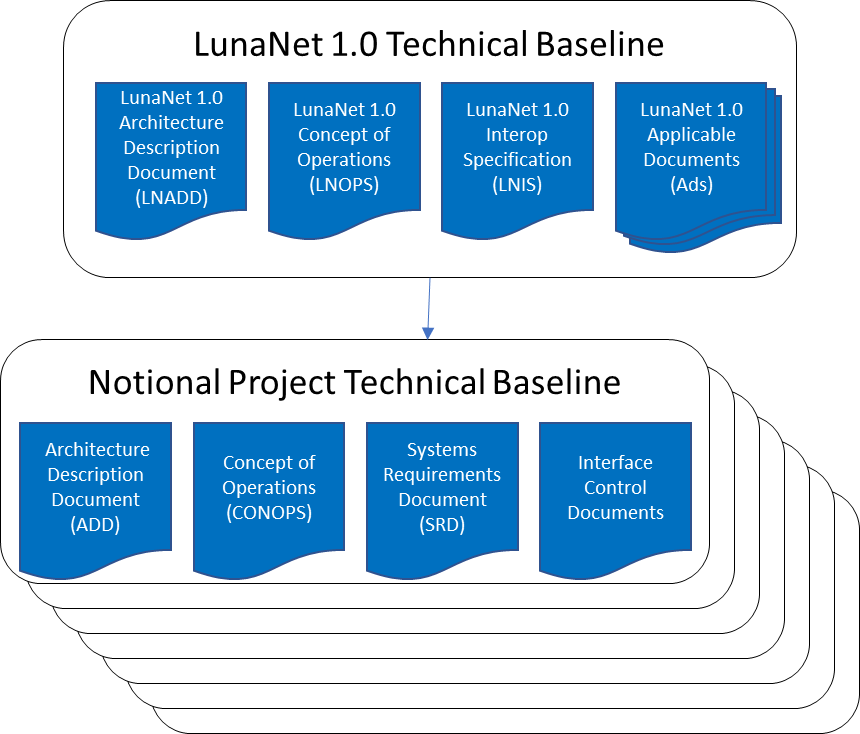 LunaNet 1.0 Technical Baseline
LunaNet 1.0
Architecture
Description
Document
(LNADD)
LunaNet 1.0
Concept of
Operations
(LNOPS)
LunaNet 1.0
Interop
Specification
(LNIS)
LunaNet 1.0
Applicable
Documents
(Ads)
Notional Project Technical Baseline
Architecture
Description
Document
(ADD)
Concept of
Operations
(CONOPS)
Systems
Requirements
Document
(SRD)
Interface
Control
Documents